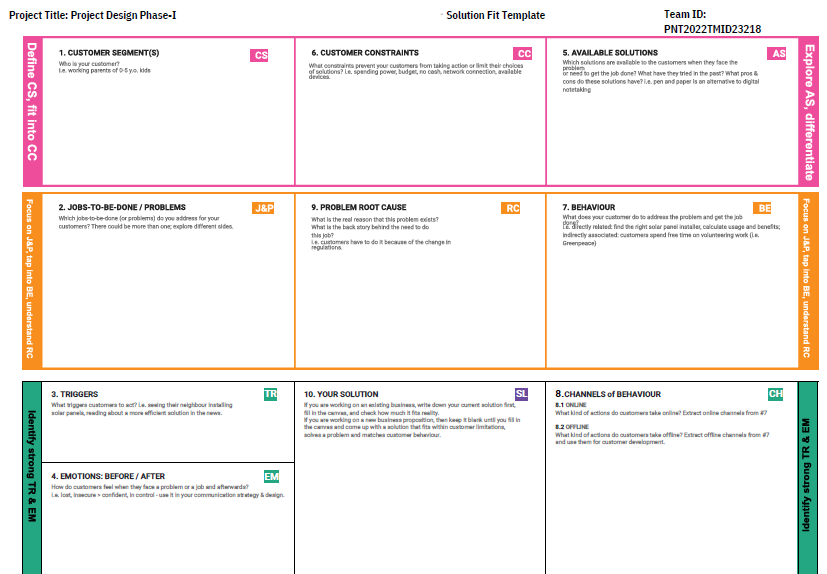 Project Title: Project Design Phase-I
Solution Fit Template
Team ID:
PNT2022TMID23218
Define CS, fit into CC
1. CUSTOMER SEGMENT(S)
CS
Who is your customer?
i.e. working parents of 0-5 y.o. kids
6. CUSTOMER CONSTRAINTS
CC
What constraints prevent your customers from taking action or limit their choices
of solutions? i.e. spending power, budget, no cash, network connection, available
devices.
5. AVAILABLE SOLUTIONS
AS
Which solutions are available to the customers when they face the
problem
or need to get the job done? What have they tried in the past? What pros &
cons do these solutions have? i.e. pen and paper is an alternative to digital
notetaking
Explore AS, differentiate
Focus on J&P, tap into BE, understand RC
2. JOBS-TO-BE-DONE / PROBLEMS
J&P
Which jobs-to-be-done (or problems) do you address for your
customers? There could be more than one; explore different sides.
9. PROBLEM ROOT CAUSE
RC
What is the real reason that this problem exists?
What is the back story behind the need to do
this job?
i.e. customers have to do it because of the change in
regulations.
7. BEHAVIOUR
BE
What does your customer do to address the problem and get the job
done?
i.e. directly related: find the right solar panel installer, calculate usage and benefits;
indirectly associated: customers spend free time on volunteering work (i.e.
Greenpeace)
Focus on J&P, tap into BE, understand RC
Identify strong TR & EM
3. TRIGGERS
TR
What triggers customers to act? i.e. seeing their neighbour installing
solar panels, reading about a more efficient solution in the news.
4. EMOTIONS: BEFORE / AFTER
EM
How do customers feel when they face a problem or a job and afterwards?
i.e. lost, insecure > confident, in control - use it in your communication strategy & design.
10. YOUR SOLUTION
SL
If you are working on an existing business, write down your current solution first,
fill in the canvas, and check how much it fits reality.
If you are working on a new business proposition, then keep it blank until you fill in
the canvas and come up with a solution that fits within customer limitations,
solves a problem and matches customer behaviour.
8.CHANNELS of BEHAVIOUR
CH
8.1 ONLINE
What kind of actions do customers take online? Extract online channels from #7
8.2 OFFLINE
What kind of actions do customers take offline? Extract offline channels from #7
and use them for customer development.
Identify strong TR & EM